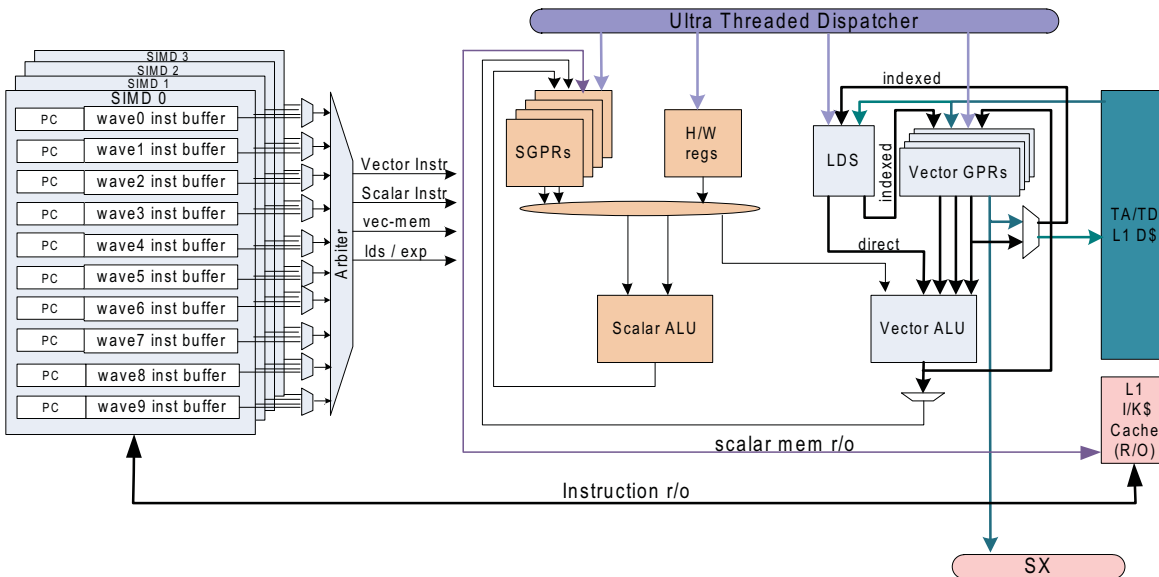 Ultra Threaded Dispatcher
SIMD 3
SIMD 2
SIMD 1
SIMD 0
PC wave0 inst buffer
PC wave1 inst buffer
PC wave2 inst buffer
PC wave3 inst buffer
PC wave4 inst buffer
PC wave5 inst buffer
PC wave6 inst buffer
PC wave7 inst buffer
PC wave8 inst buffer
PC wave9 inst buffer
Arbiter
Vector Instr
Scalar Instr
vec-mem
lds / exp
SGPRs
H/W
regs
Scalar ALU
indexed
LDS
indexed
Vector GPRs
direct
Vector ALU
TA/TD
L1 D$
L1
I/K$
Cache
(R/O)
scalar mem r/o
Instruction r/o
SX